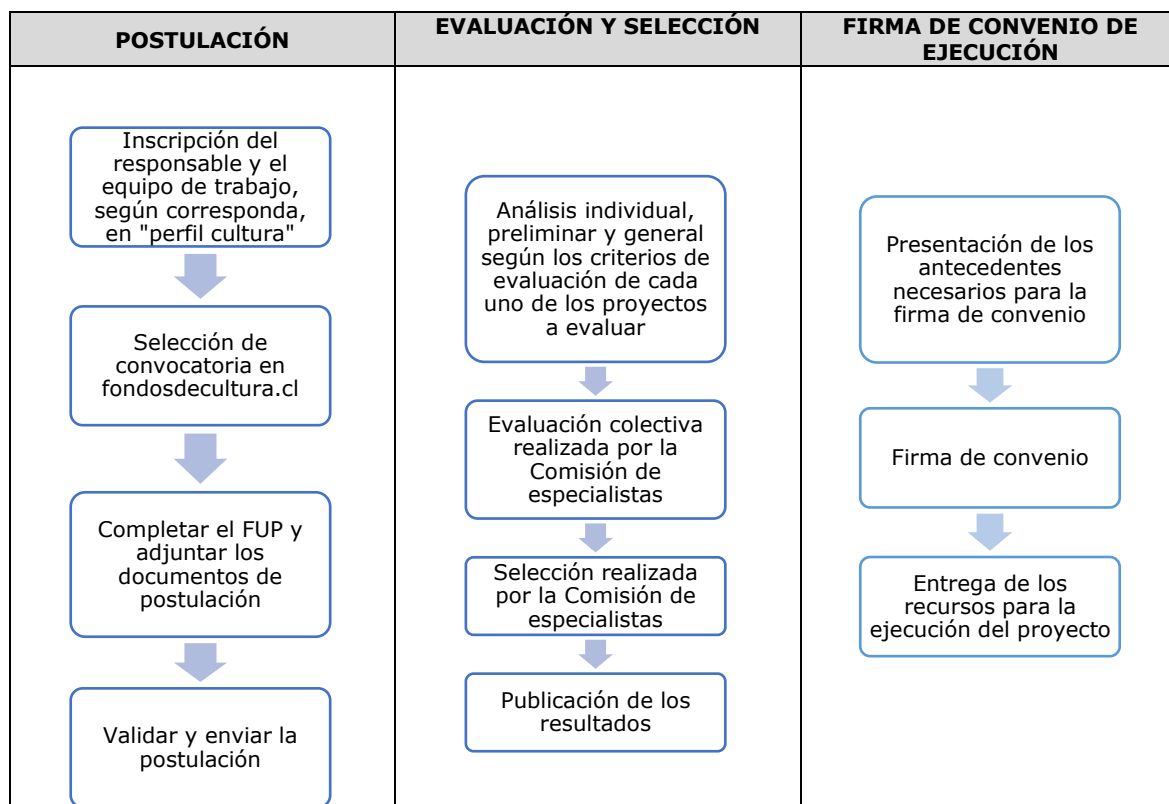 POSTULACIÓN
Inscripción del
responsable y el
equipo de trabajo,
según corresponda,
en "perfil cultura"
Selección de
convocatoria en
fondosdecultura.cl
Completar el FUP y
adjuntar los
documentos de
postulación
Validar y enviar la
postulación
EVALUACIÓN Y SELECCIÓN
Análisis individual,
preliminar y general
según los criterios de
evaluación de cada
uno de los proyectos
a evaluar
Evaluación colectiva
realizada por la
Comisión de
especialistas
Selección realizada
por la Comisión de
especialistas
Publicación de los
resultados
FIRMA DE CONVENIO DE
EJECUCIÓN
Presentación de los
antecedentes
necesarios para la
firma de convenio
Firma de convenio
Entrega de los
recursos para la
ejecución del proyecto